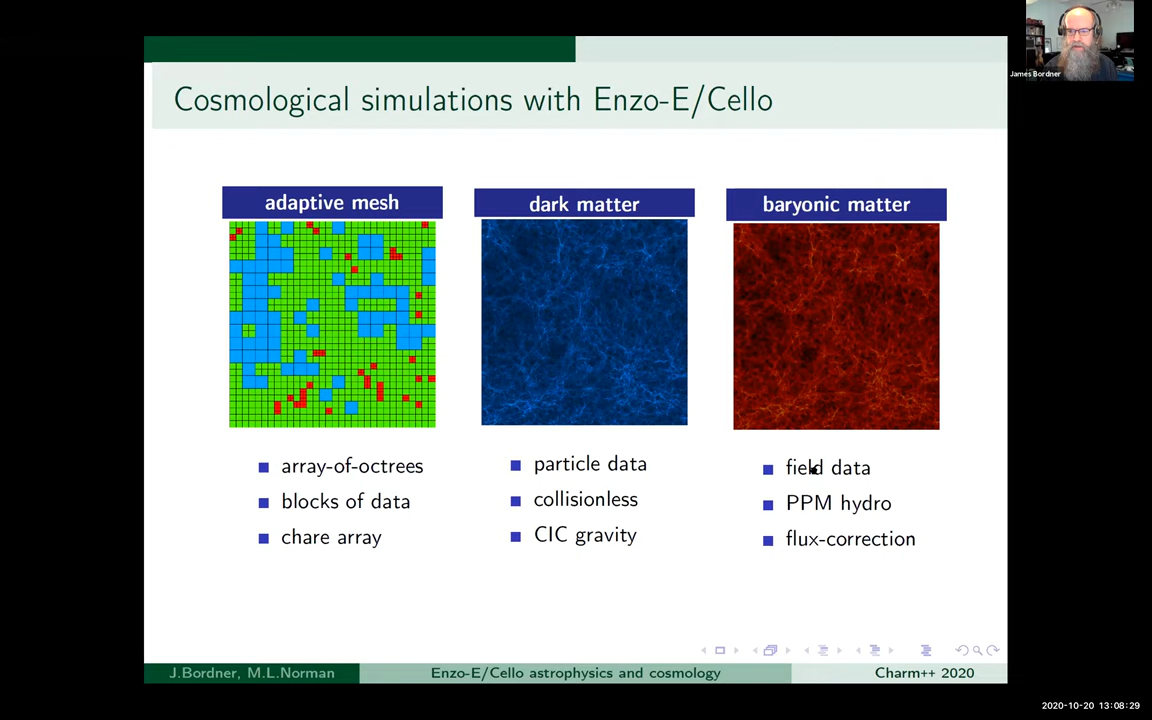 James Bordner
Cosmological simulations with Enzo-E/Cello
adaptive mesh
dark matter
baryonic matter
array-of-octrees
blocks of data
chare array
particle data
collisionless
CIC gravity
field data
PPM hydro
flux-correction
J.Bordner, M.L.Norman
Enzo-E/Cello astrophysics and cosmology
Charm++ 2020
2020-10-20 13:08:29